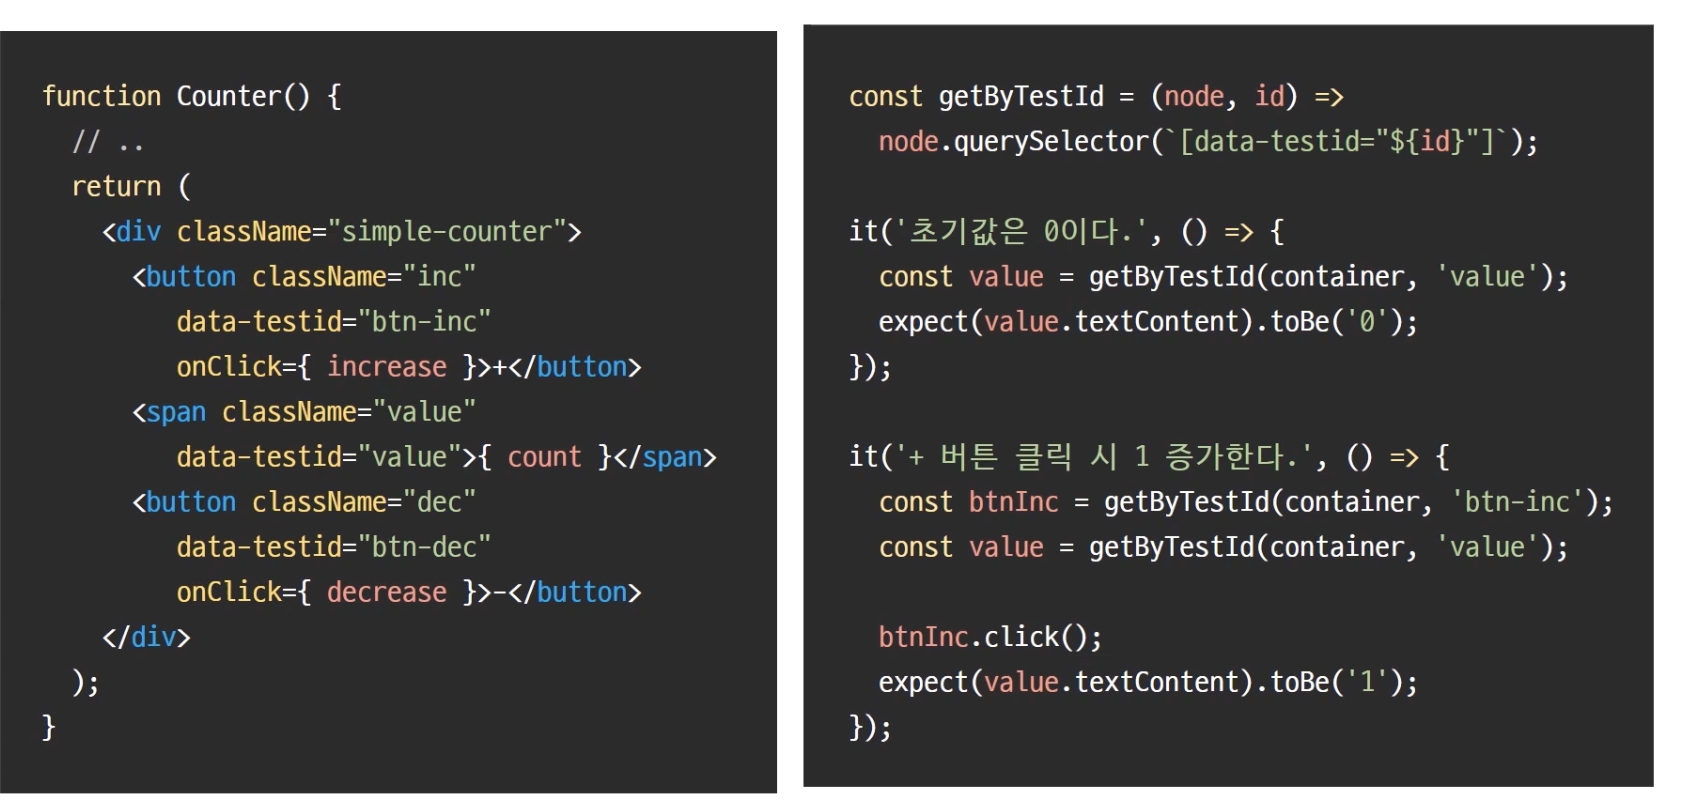 function Counter() {
  // ..
  return (
    <div className="simple-counter">
      <button className="inc"
         data-testid="btn-inc"
         onClick={ increase }>+</button>
      <span className="value"
         data-testid="value">{ count }</span>
      <button className="dec"
         data-testid="btn-dec"
         onClick={ decrease }>-</button>
    </div>
  );
}
const getByTestId = (node, id) =>
  node.querySelector(`[data-testid="${id}"]`);
it('초기값은 0이다.', () => {
  const value = getByTestId(container, 'value');
  expect(value.textContent).toBe('0');
});
it('+ 버튼 클릭 시 1 증가한다.', () => {
  const btnInc = getByTestId(container, 'btn-inc');
  const value = getByTestId(container, 'value');
  btnInc.click();
  expect(value.textContent).toBe('1');
});